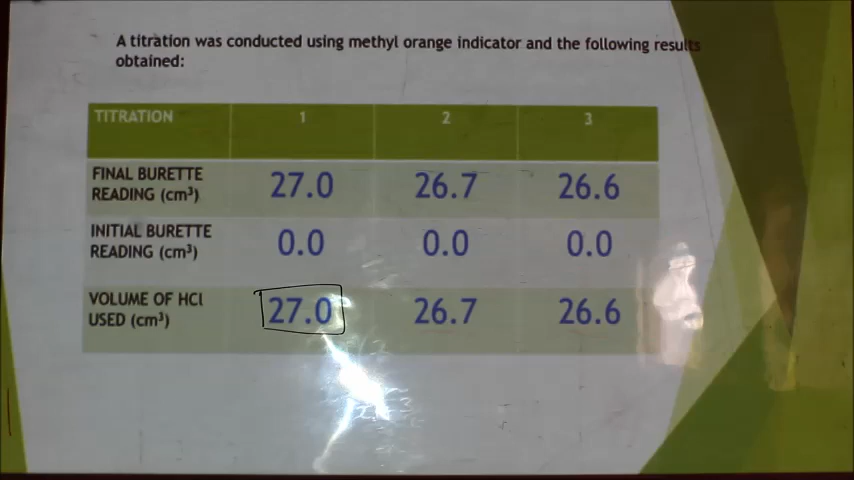 A titration was conducted using methyl orange indicator and the following results
obtained:
TITRATION 1 2 3
FINAL BURETTE
READING (cm³) 27.0 26.7 26.6
INITIAL BURETTE
READING (cm³) 0.0 0.0 0.0
VOLUME OF HCl
USED (cm³) 27.0 26.7 26.6